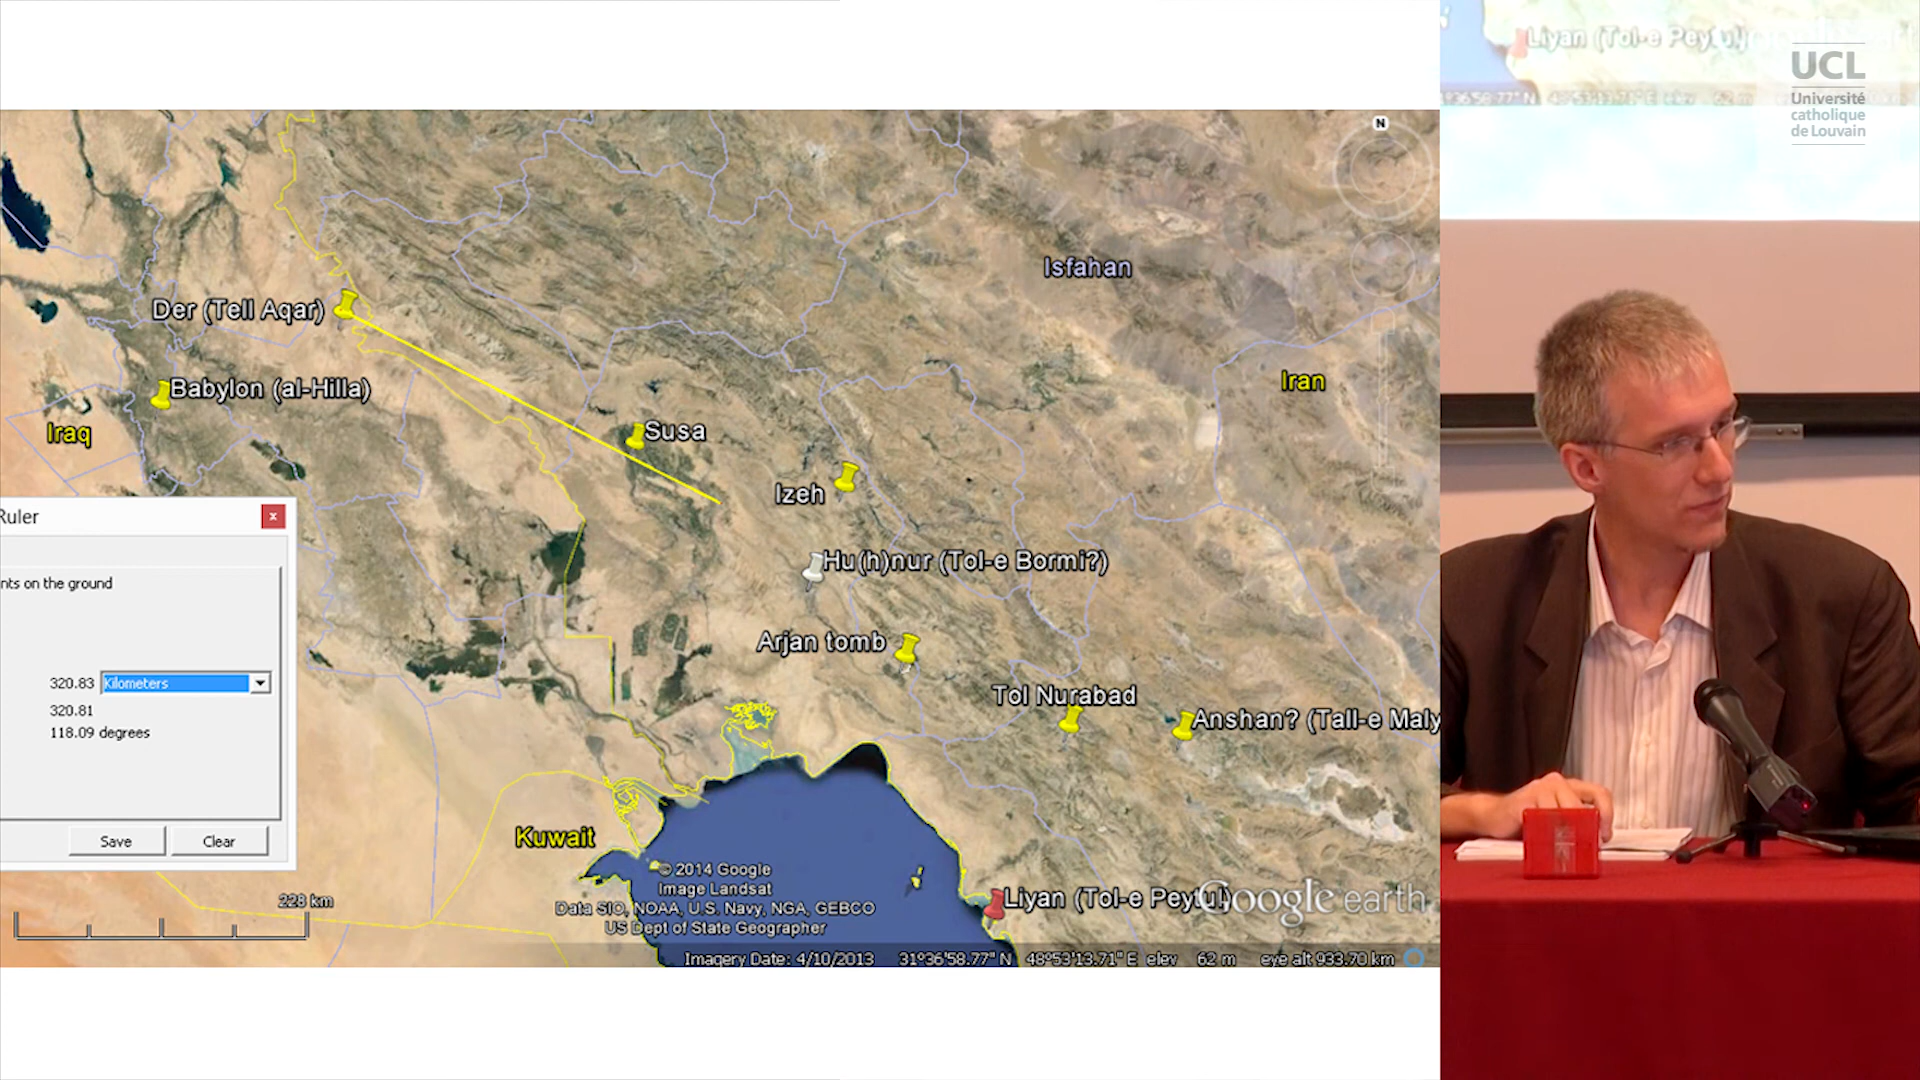 N
Isfahan
Der (Tell Aqar)
Iran
Babylon (al-Hilla)
Iraq
Susa
Izeh
Ruler
nts on the ground
Hu(h)nur (Tol-e Bormi?)
Arjan tomb
320.83 Kilometers
320.81
118.09 degrees
Tol Nurabad
Anshan? (Tall-e Maly
Save Clear
Kuwait
228 km
© 2014 Google
Image Landsat
Data SIO, NOAA, U.S. Navy, NGA, GEBCO
US Dept of State Geographer
Liyan (Tol-e Peytul)
Google earth
Imagery Date: 4/10/2013 31°36'58.77" N 48°53'13.71" E elev 62 m eye alt 933.70 km
Liyan (Tol-e Peytul)
UCL
Université
catholique
de Louvain